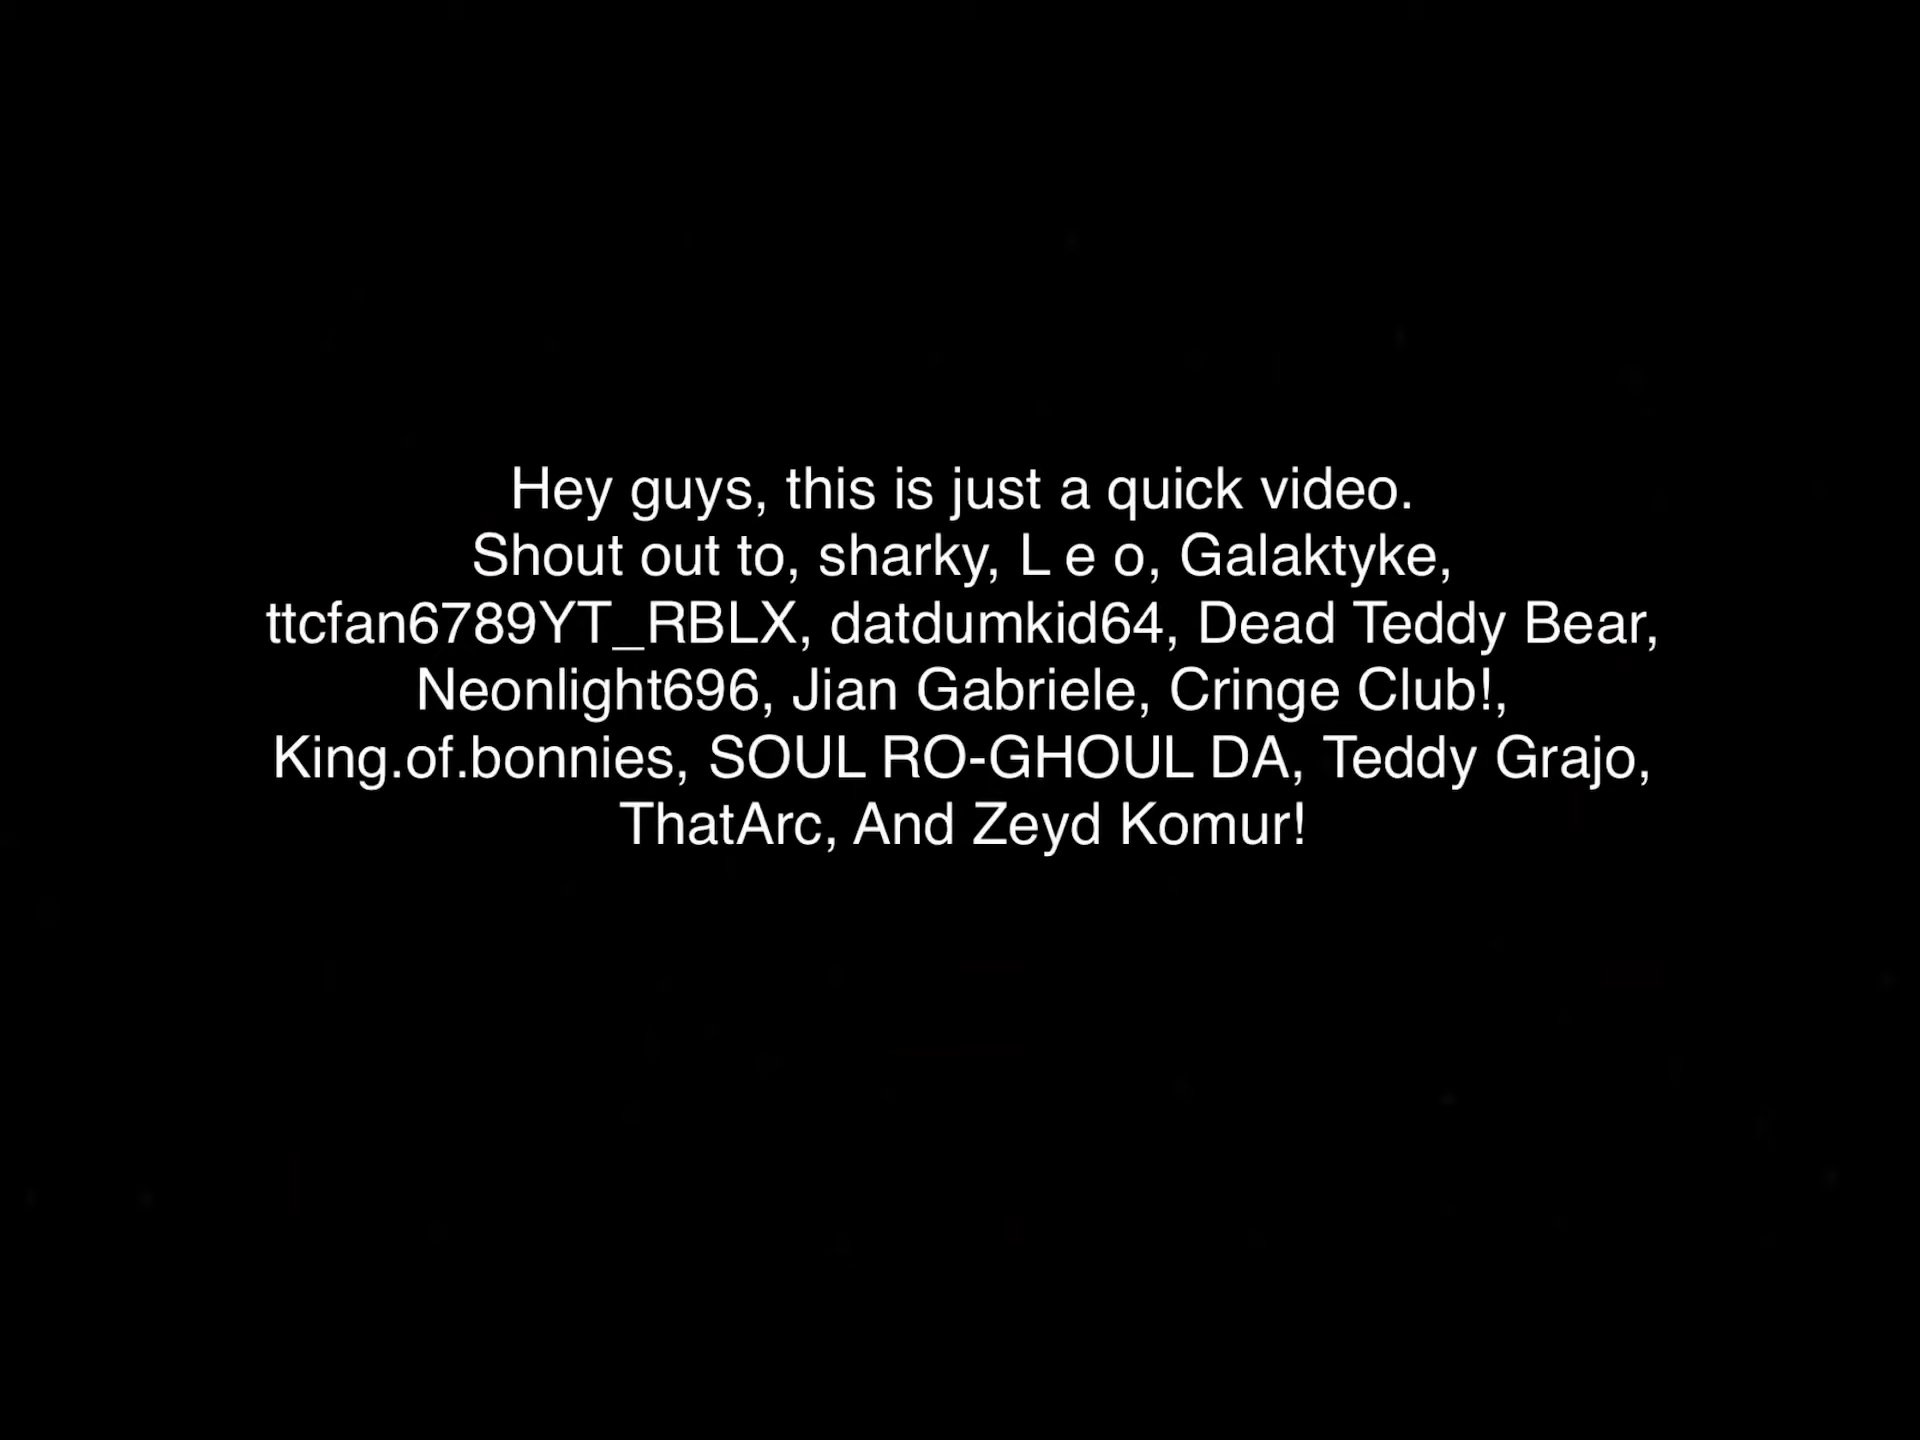 Hey guys, this is just a quick video.
Shout out to, sharky, L e o, Galaktyke,
ttcfan6789YT_RBLX, datdumkid64, Dead Teddy Bear,
Neonlight696, Jian Gabriele, Cringe Club!,
King.of.bonnies, SOUL RO-GHOUL DA, Teddy Grajo,
ThatArc, And Zeyd Komur!